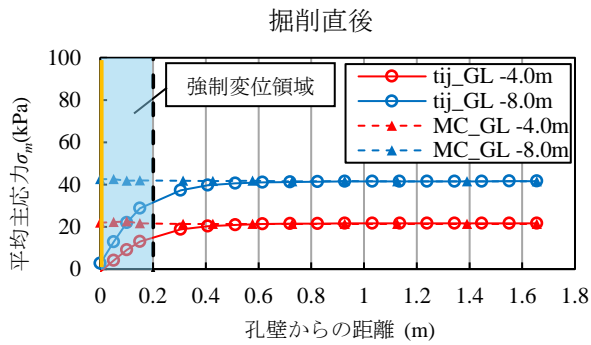 掘削直後
平均主応力σm(kPa)
100
80
60
40
20
0
強制変位領域
tij_GL -4.0m
tij_GL -8.0m
MC_GL -4.0m
MC_GL -8.0m
0 0.2 0.4 0.6 0.8 1 1.2 1.4 1.6 1.8
孔壁からの距離 (m)